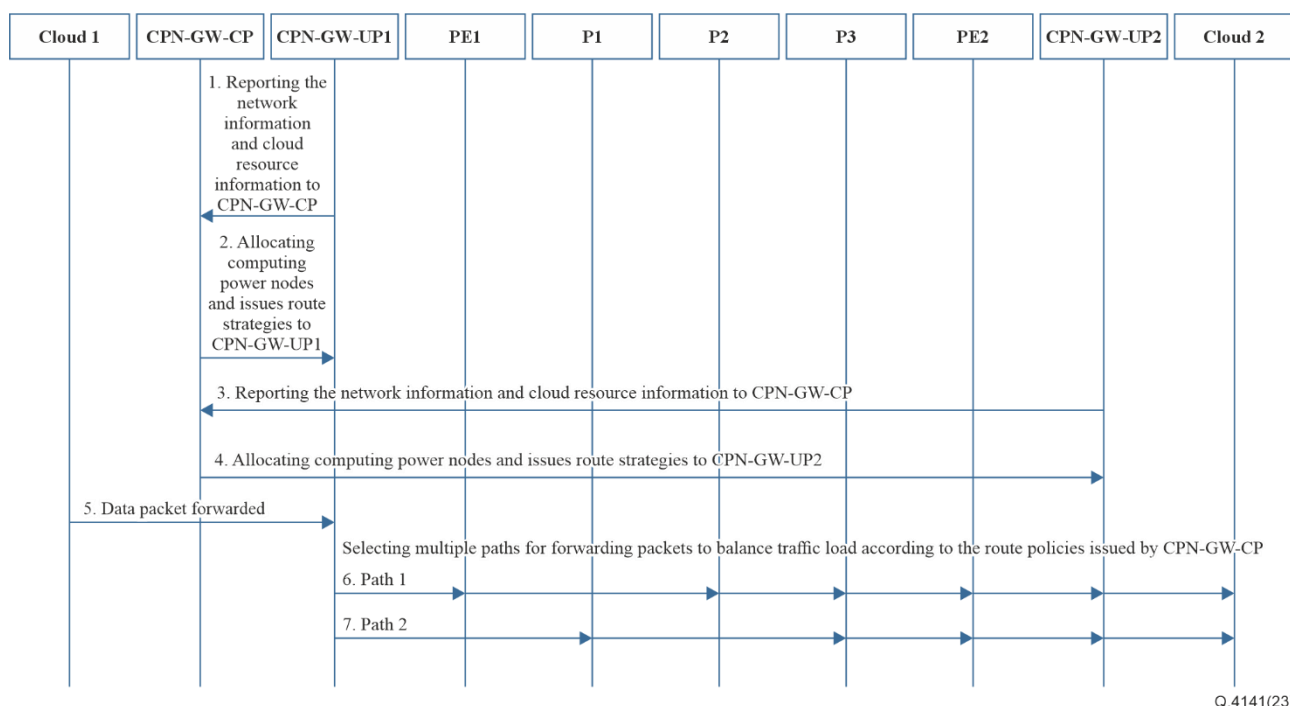 Cloud 1 CPN-GW-CP CPN-GW-UP1 PE1 P1 P2 P3 PE2 CPN-GW-UP2 Cloud 2
1. Reporting the
network
information
and cloud
resource
information to
CPN-GW-CP
2. Allocating
computing
power nodes
and issues route
strategies to
CPN-GW-UP1
3. Reporting the network information and cloud resource information to CPN-GW-CP
4. Allocating computing power nodes and issues route strategies to CPN-GW-UP2
5. Data packet forwarded
Selecting multiple paths for forwarding packets to balance traffic load according to the route policies issued by CPN-GW-CP
6. Path 1
7. Path 2
Q.4141(23